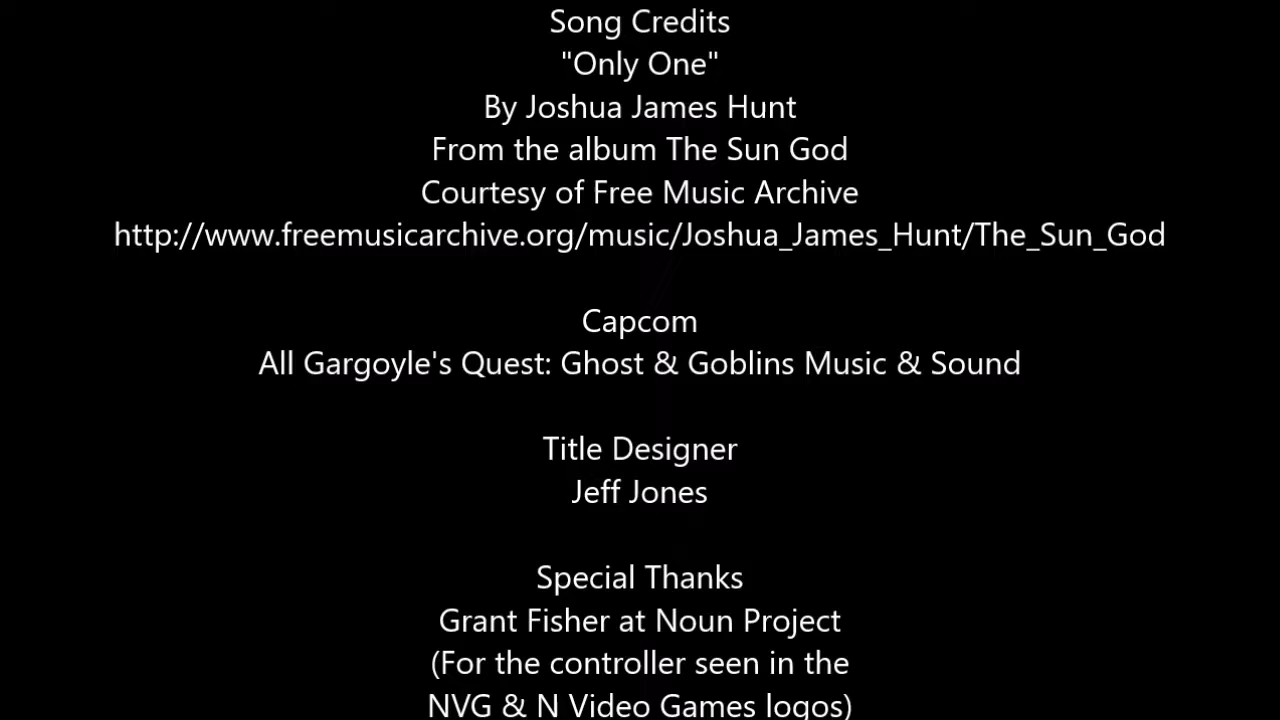 Song Credits
"Only One"
By Joshua James Hunt
From the album The Sun God
Courtesy of Free Music Archive
http://www.freemusicarchive.org/music/Joshua_James_Hunt/The_Sun_God
Capcom
All Gargoyle's Quest: Ghost & Goblins Music & Sound
Title Designer
Jeff Jones
Special Thanks
Grant Fisher at Noun Project
(For the controller seen in the
NVG & N Video Games logos)